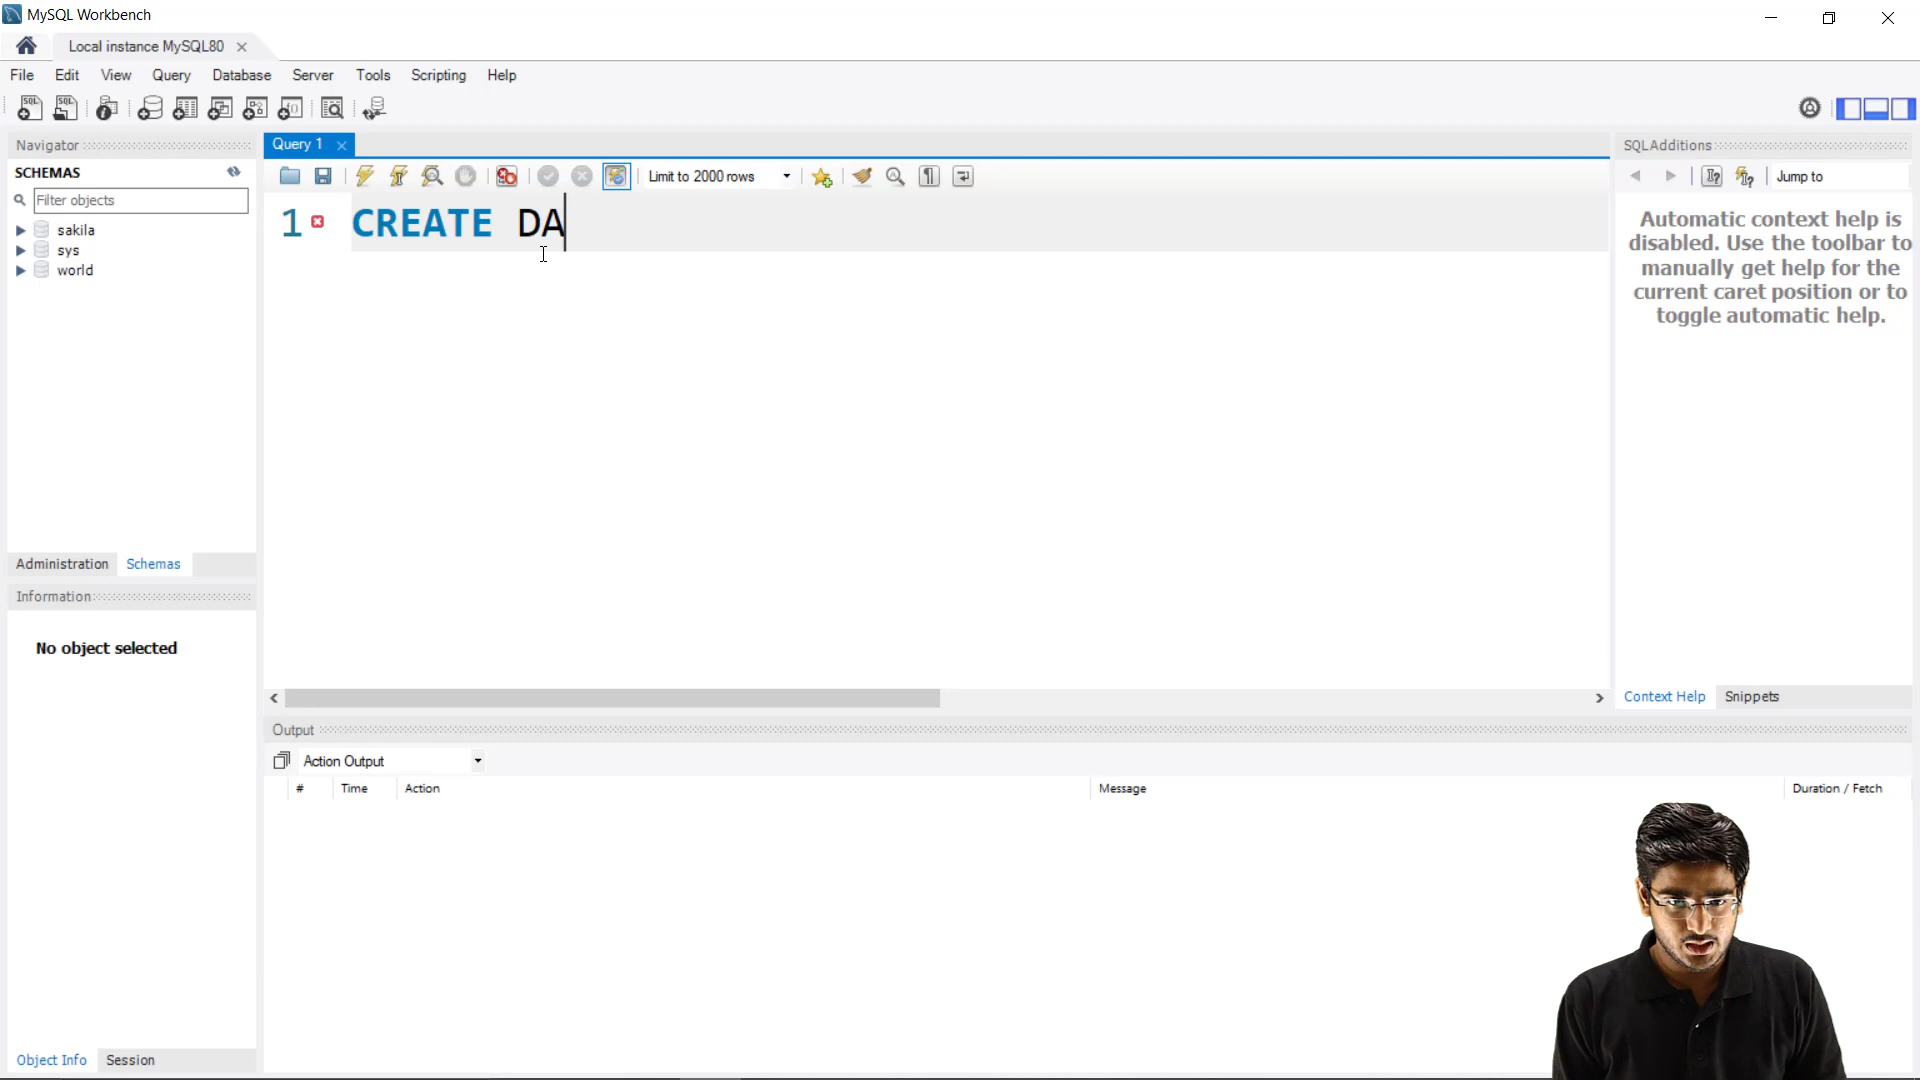 MySQL Workbench
Local instance MySQL80
File Edit View Query Database Server Tools Scripting Help
Navigator
SCHEMAS
Filter objects
sakila
sys
world
Administration Schemas
Information
No object selected
Object Info Session
Query 1
Limit to 2000 rows
1 CREATE DA
Output
Action Output
# Time Action Message Duration / Fetch
SQLAdditions
Jump to
Automatic context help is
disabled. Use the toolbar to
manually get help for the
current caret position or to
toggle automatic help.
Context Help Snippets